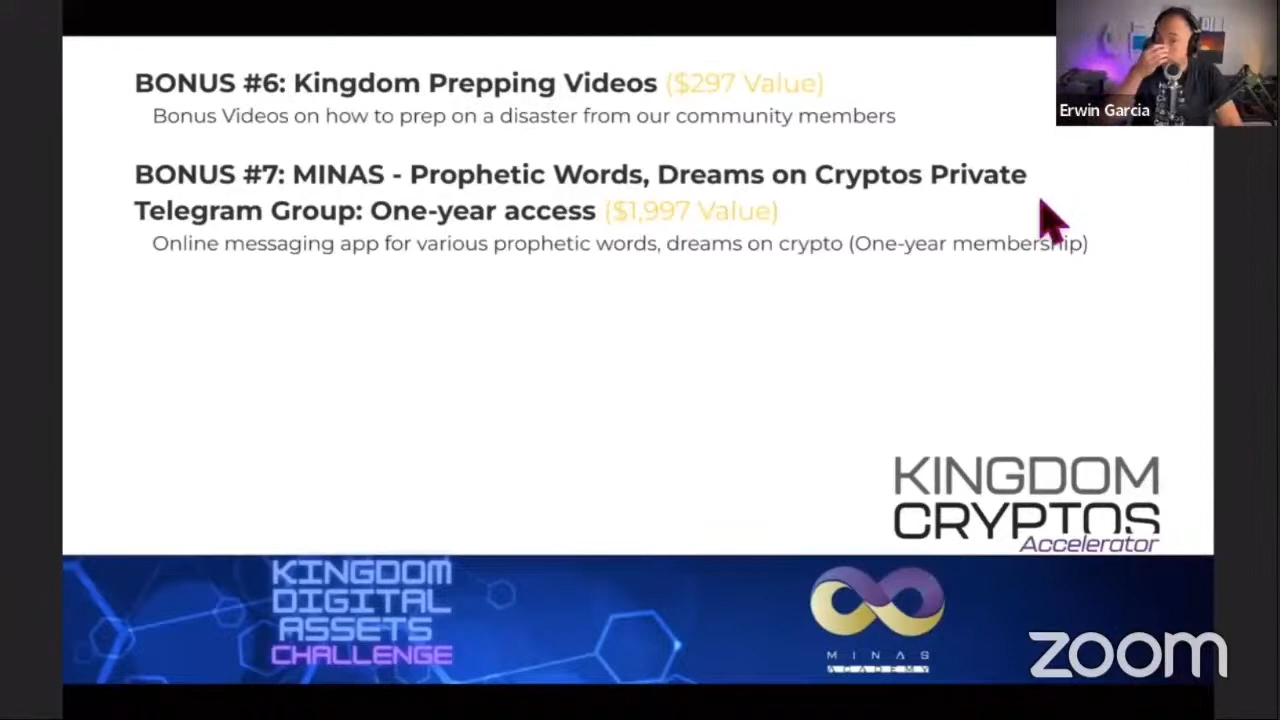 BONUS #6: Kingdom Prepping Videos ($297 Value)
Bonus Videos on how to prep on a disaster from our community members
Erwin Garcia
BONUS #7: MINAS - Prophetic Words, Dreams on Cryptos Private
Telegram Group: One-year access ($1,997 Value)
Online messaging app for various prophetic words, dreams on crypto (One-year membership)
KINGDOM
CRYPTOS
Accelerator
KINGDOM
DIGITAL
ASSETS
CHALLENGE
MINAS
ACADEMY
zoom